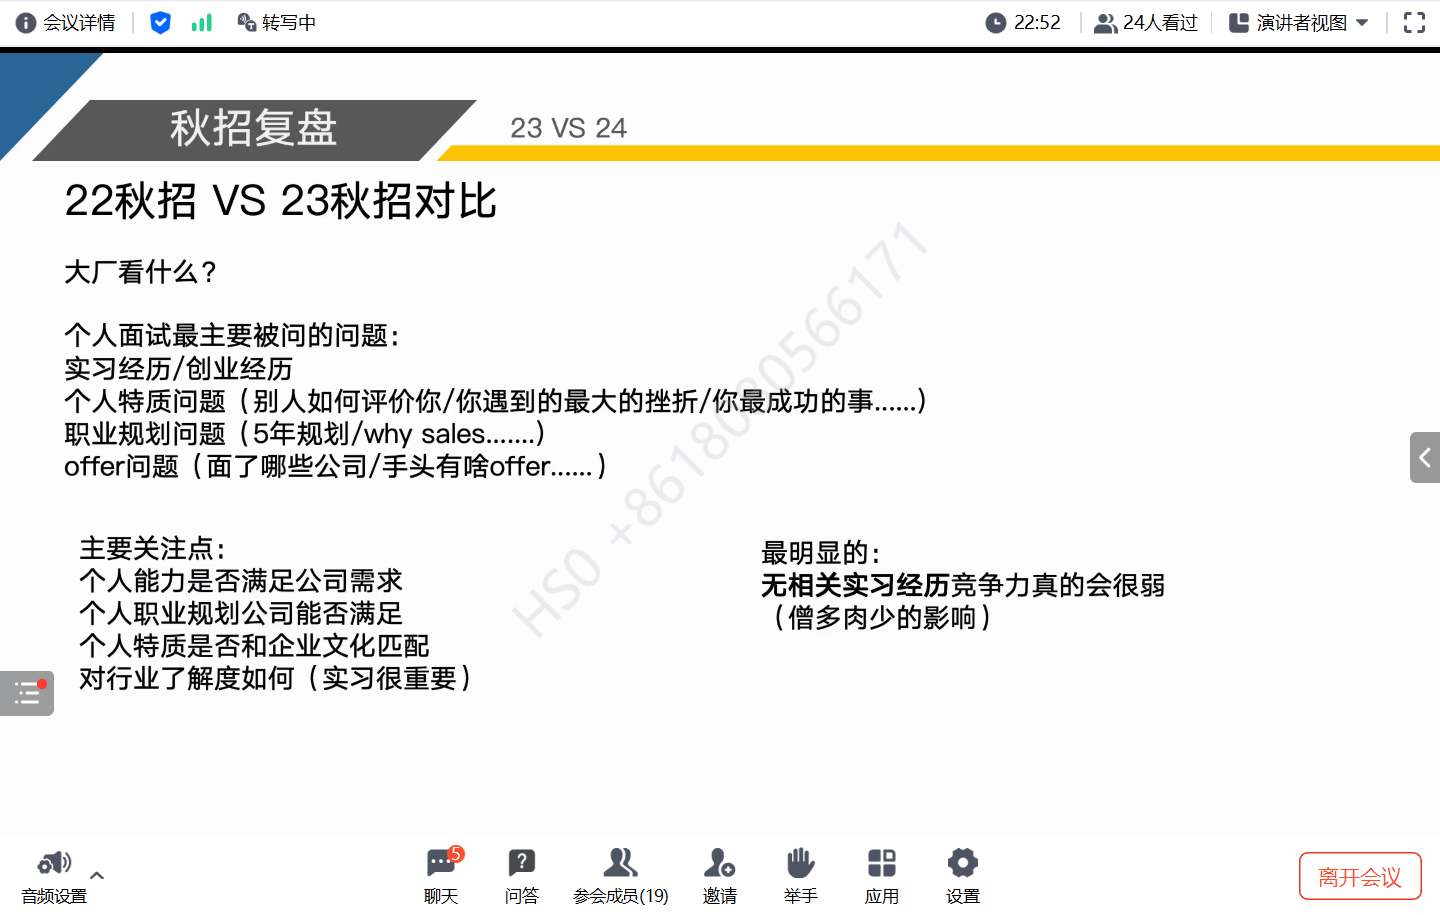 会议详情
转写中
22:52
24人看过
演讲者视图
秋招复盘
23 VS 24
22秋招 VS 23秋招对比
大厂看什么？
个人面试最主要被问的问题：
实习经历/创业经历
个人特质问题（别人如何评价你/你遇到的最大的挫折/你最成功的事......）
职业规划问题（5年规划/why sales.......）
offer问题（面了哪些公司/手头有啥offer......）
主要关注点：
个人能力是否满足公司需求
个人职业规划公司能否满足
个人特质是否和企业文化匹配
对行业了解度如何（实习很重要）
最明显的：
无相关实习经历竞争力真的会很弱
（僧多肉少的影响）
HS0 +8618080566171
音频设置
5
聊天
问答
参会成员(19)
邀请
举手
应用
设置
离开会议